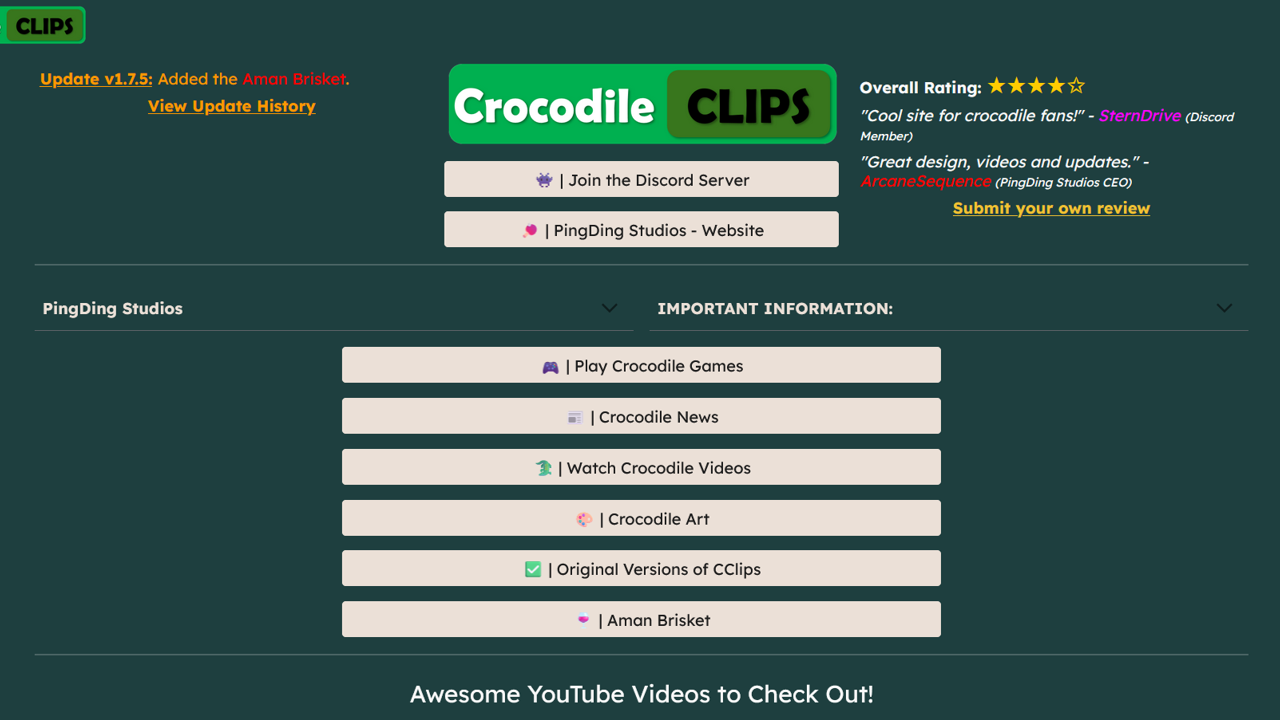 CLIPS
Update v1.7.5: Added the Aman Brisket.
View Update History
Crocodile CLIPS
| Join the Discord Server
| PingDing Studios - Website
Overall Rating: ★★★★☆
"Cool site for crocodile fans!" - SternDrive (Discord
Member)
"Great design, videos and updates." -
ArcaneSequence (PingDing Studios CEO)
Submit your own review
PingDing Studios
IMPORTANT INFORMATION:
| Play Crocodile Games
| Crocodile News
| Watch Crocodile Videos
| Crocodile Art
| Original Versions of CClips
| Aman Brisket
Awesome YouTube Videos to Check Out!